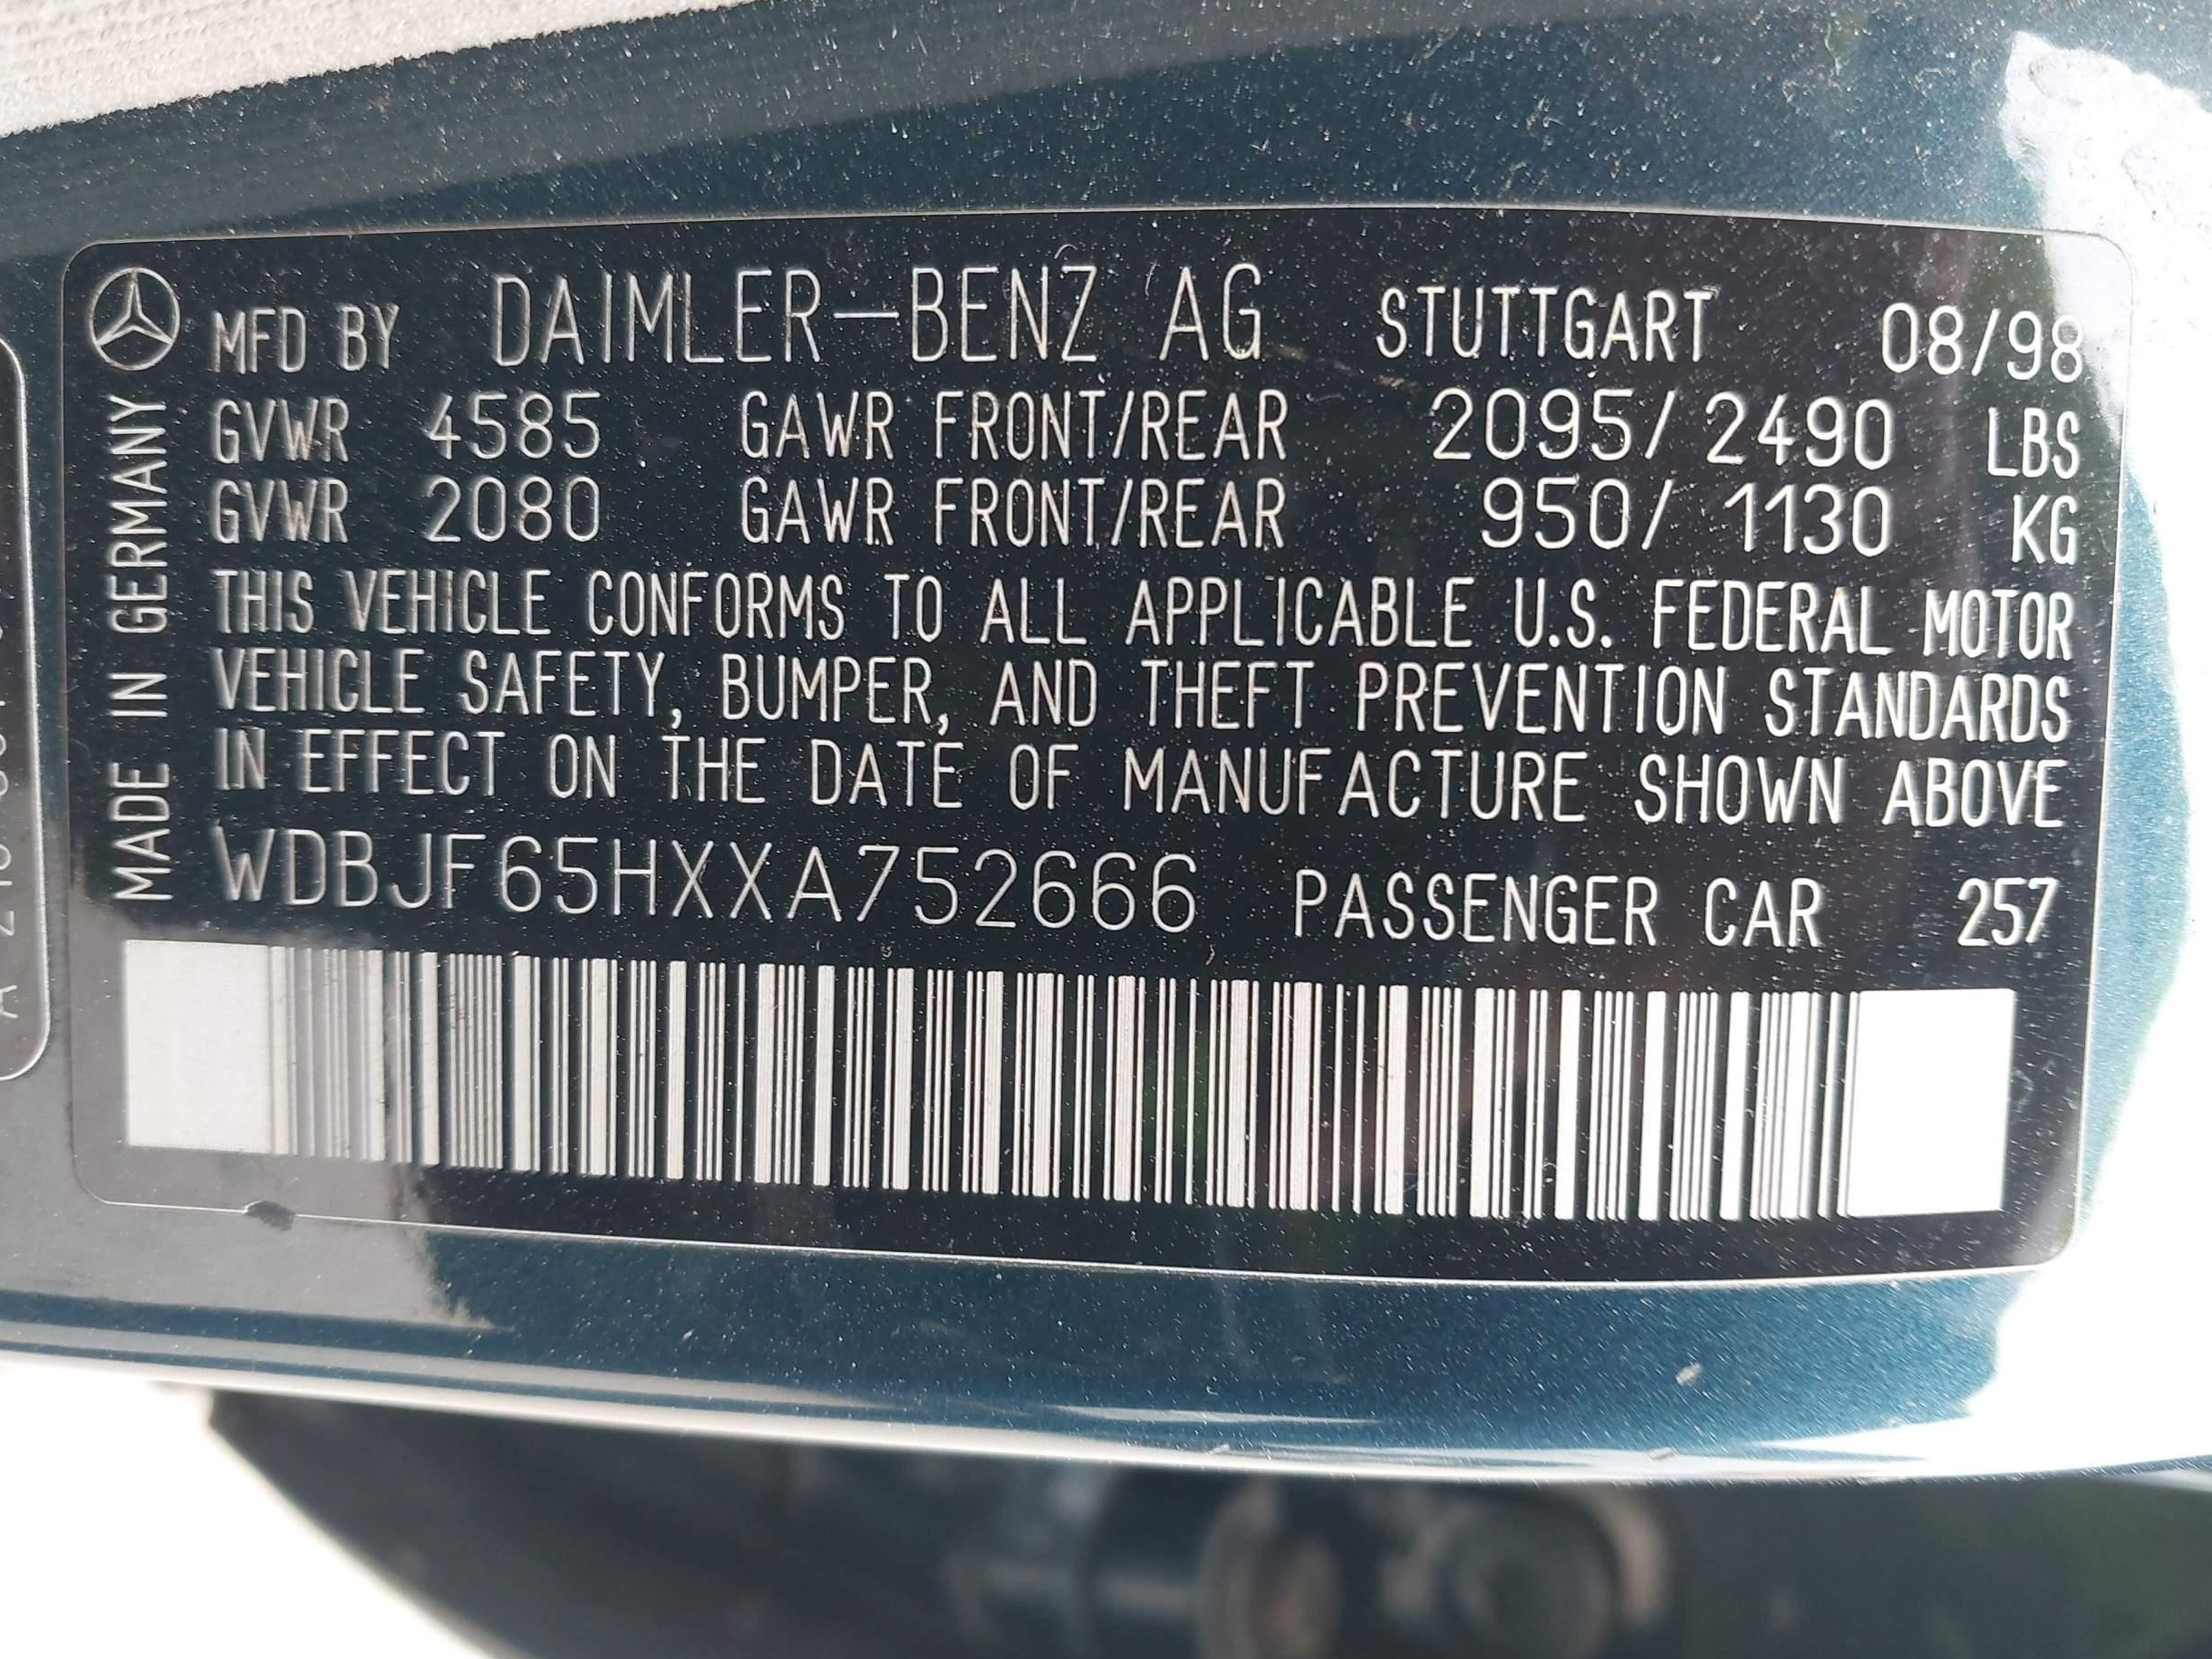 MFD BY DAIMLER-BENZ AG STUTTGART 08/98
GVWR 4585 GAWR FRONT/REAR 2095/ 2490 LBS
GVWR 2080 GAWR FRONT/REAR 950/ 1130 KG
THIS VEHICLE CONFORMS TO ALL APPLICABLE U.S. FEDERAL MOTOR
VEHICLE SAFETY, BUMPER, AND THEFT PREVENTION STANDARDS
IN EFFECT ON THE DATE OF MANUFACTURE SHOWN ABOVE
WDBJF65HXXA752666 PASSENGER CAR 257
MADE IN GERMANY